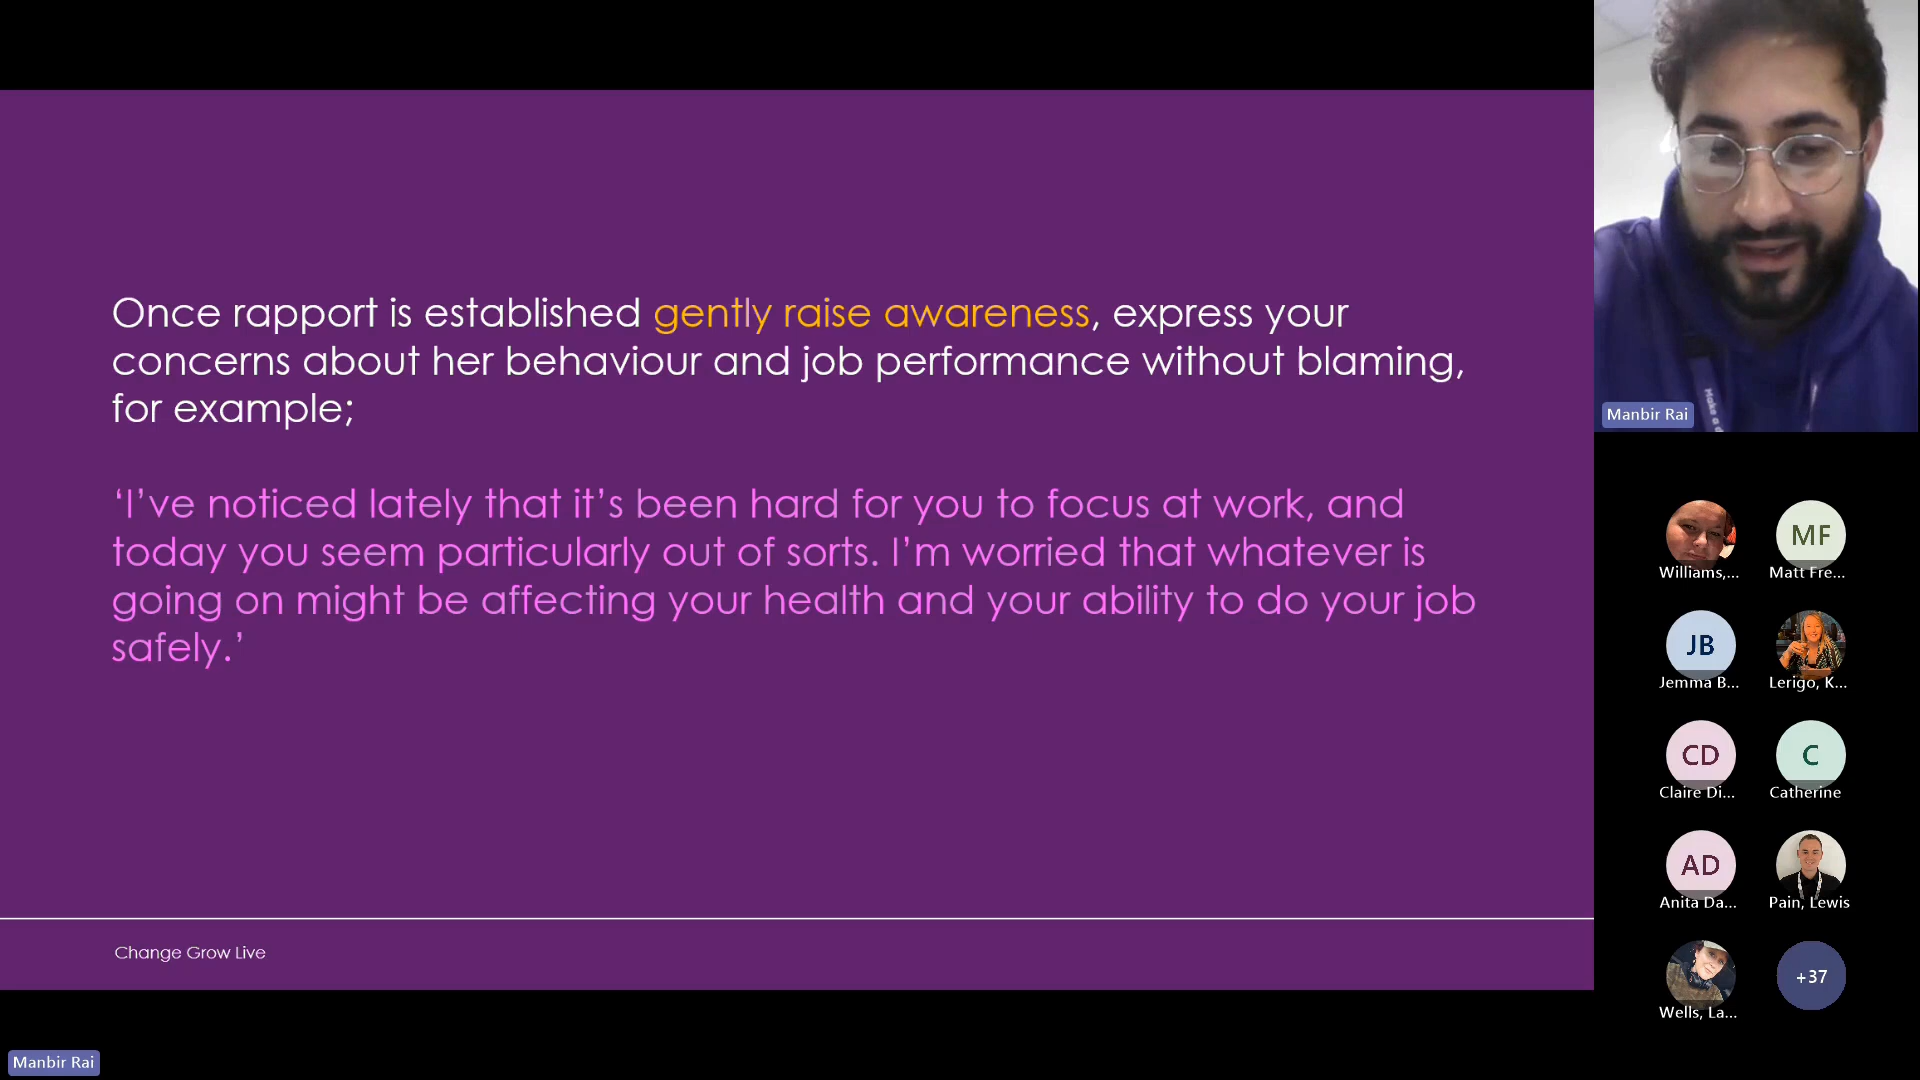 Once rapport is established gently raise awareness, express your
concerns about her behaviour and job performance without blaming,
for example;
‘I’ve noticed lately that it’s been hard for you to focus at work, and
today you seem particularly out of sorts. I’m worried that whatever is
going on might be affecting your health and your ability to do your job
safely.’
Change Grow Live
Manbir Rai
Make a d
Manbir Rai
MF
Williams,...
Matt Fre...
JB
Jemma B...
Lerigo, K...
CD
C
Claire Di...
Catherine
AD
Anita Da...
Pain, Lewis
Wells, La...
+37